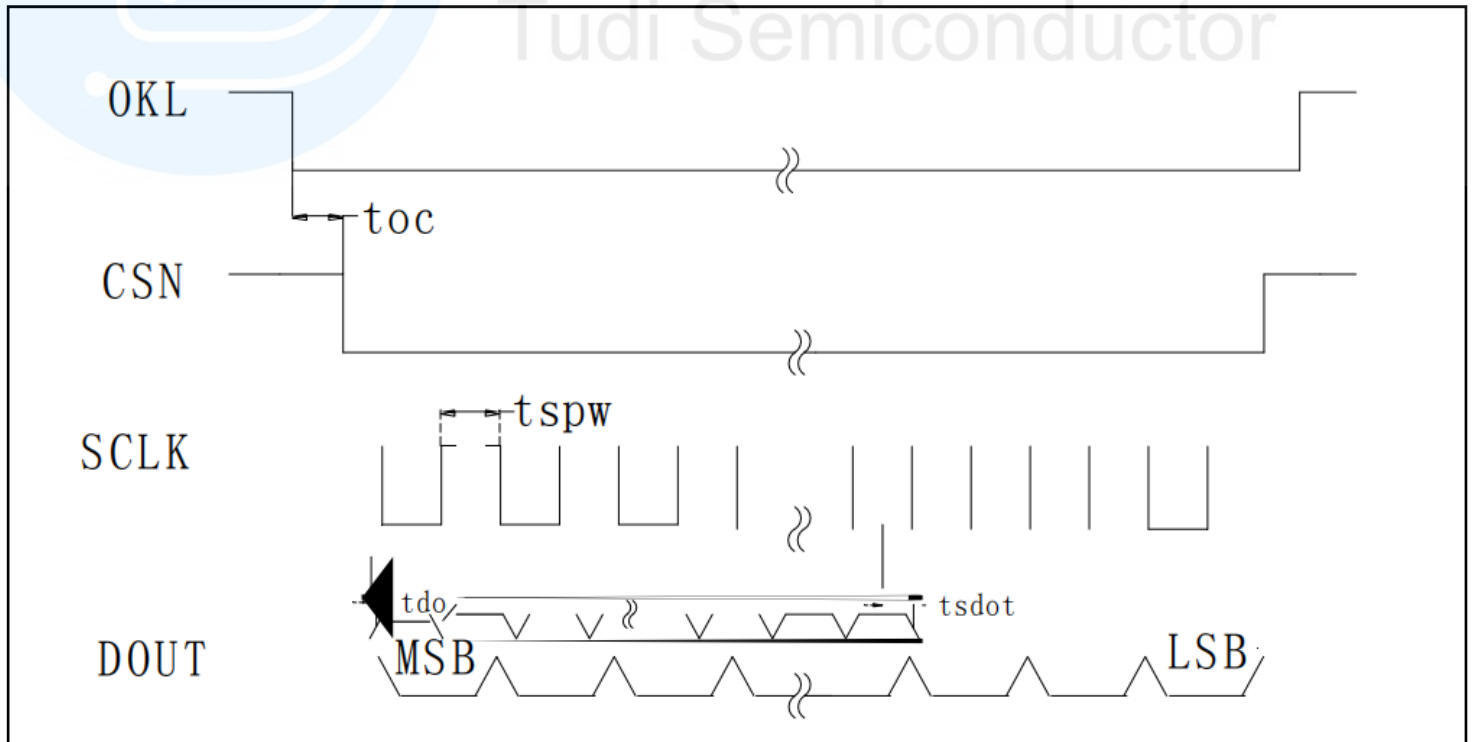 Tudi Semiconductor
OKL
toc
CSN
tspw
SCLK
tdo
tsdot
DOUT
MSB
LSB